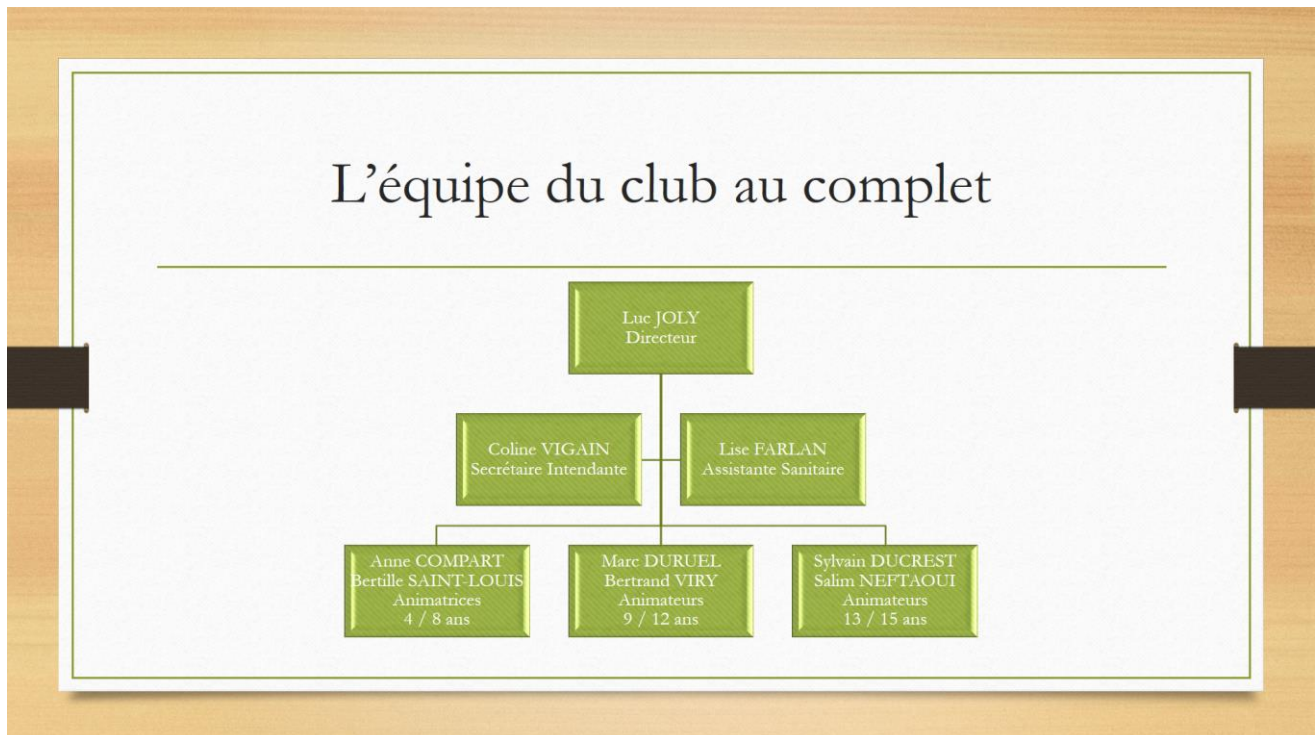 L’équipe du club au complet
Luc JOLY
Directeur
Coline VIGAIN
Secrétaire Intendante
Lise FARLAN
Assistante Sanitaire
Anne COMPART
Bertille SAINT-LOUIS
Animatrices
4 / 8 ans
Marc DURUEL
Bertrand VIRY
Animateurs
9 / 12 ans
Sylvain DUCREST
Salim NEFTAOUI
Animateurs
13 / 15 ans